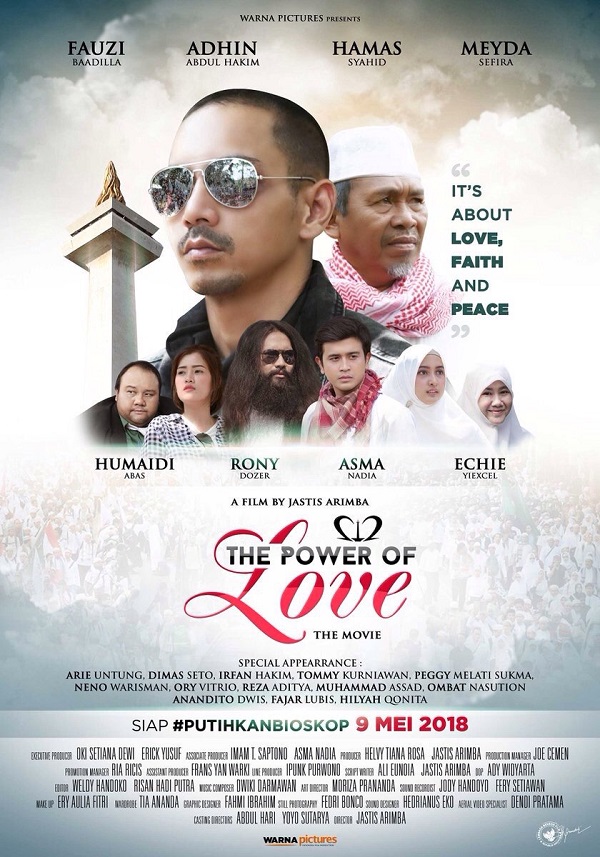 WARNA PICTURES PRESENTS
FAUZI ADHIN HAMAS MEYDA
BAADILLA ABDUL HAKIM SYAHID SEFIRA
“
IT'S
ABOUT
LOVE,
FAITH
AND
PEACE
”
HUMAIDI RONY ASMA ECHIE
ABAS DOZER NADIA YIEXCEL
A FILM BY JASTIS ARIMBA
THE POWER OF
Love
THE MOVIE
SPECIAL APPEARRANCE :
ARIE UNTUNG, DIMAS SETO, IRFAN HAKIM, TOMMY KURNIAWAN, PEGGY MELATI SUKMA,
NENO WARISMAN, ORY VITRIO, REZA ADITYA, MUHAMMAD ASSAD, OMBAT NASUTION
ANANDITO DWIS, FAJAR LUBIS, HILYAH QONITA
SIAP #PUTIHKANBIOSKOP 9 MEI 2018
EXECUTIVE PRODUCER OKI SETIANA DEWI ERICK YUSUF ASSOCIATE PRODUCER IMAM T. SAPTONO ASMA NADIA PRODUCER HELVY TIANA ROSA JASTIS ARIMBA PRODUCTION MANAGER JOE CEMEN
PROMOTION MANAGER RIA RICIS ASSISTANT PRODUCER FRANS YAN WARKI LINE PRODUCER IPUNK PURWONO SCRIPT WRITER ALI EUNOIA JASTIS ARIMBA DOP ADY WIDYARTA
EDITOR WELDY HANDOKO RISAN HADI PUTRA MUSIC COMPOSER DWIKI DARMAWAN ART DIRECTOR MORIZA PRANANDA SOUND RECORDIST JODY HANDOYO FERY SETIAWAN
MAKE UP ERY AULIA FITRI WARDROBE TIA ANANDA GRAPHIC DESIGNER FAHMI IBRAHIM STILL PHOTOGRAPHY FEDRI BONCO SOUND DESIGNER HEDRIANUS EKO AERIAL VIDEO SPECIALIST DENDI PRATAMA
CASTING DIRECTORS ABDUL HARI YOYO SUTARYA DIRECTOR JASTIS ARIMBA
WARNA pictures